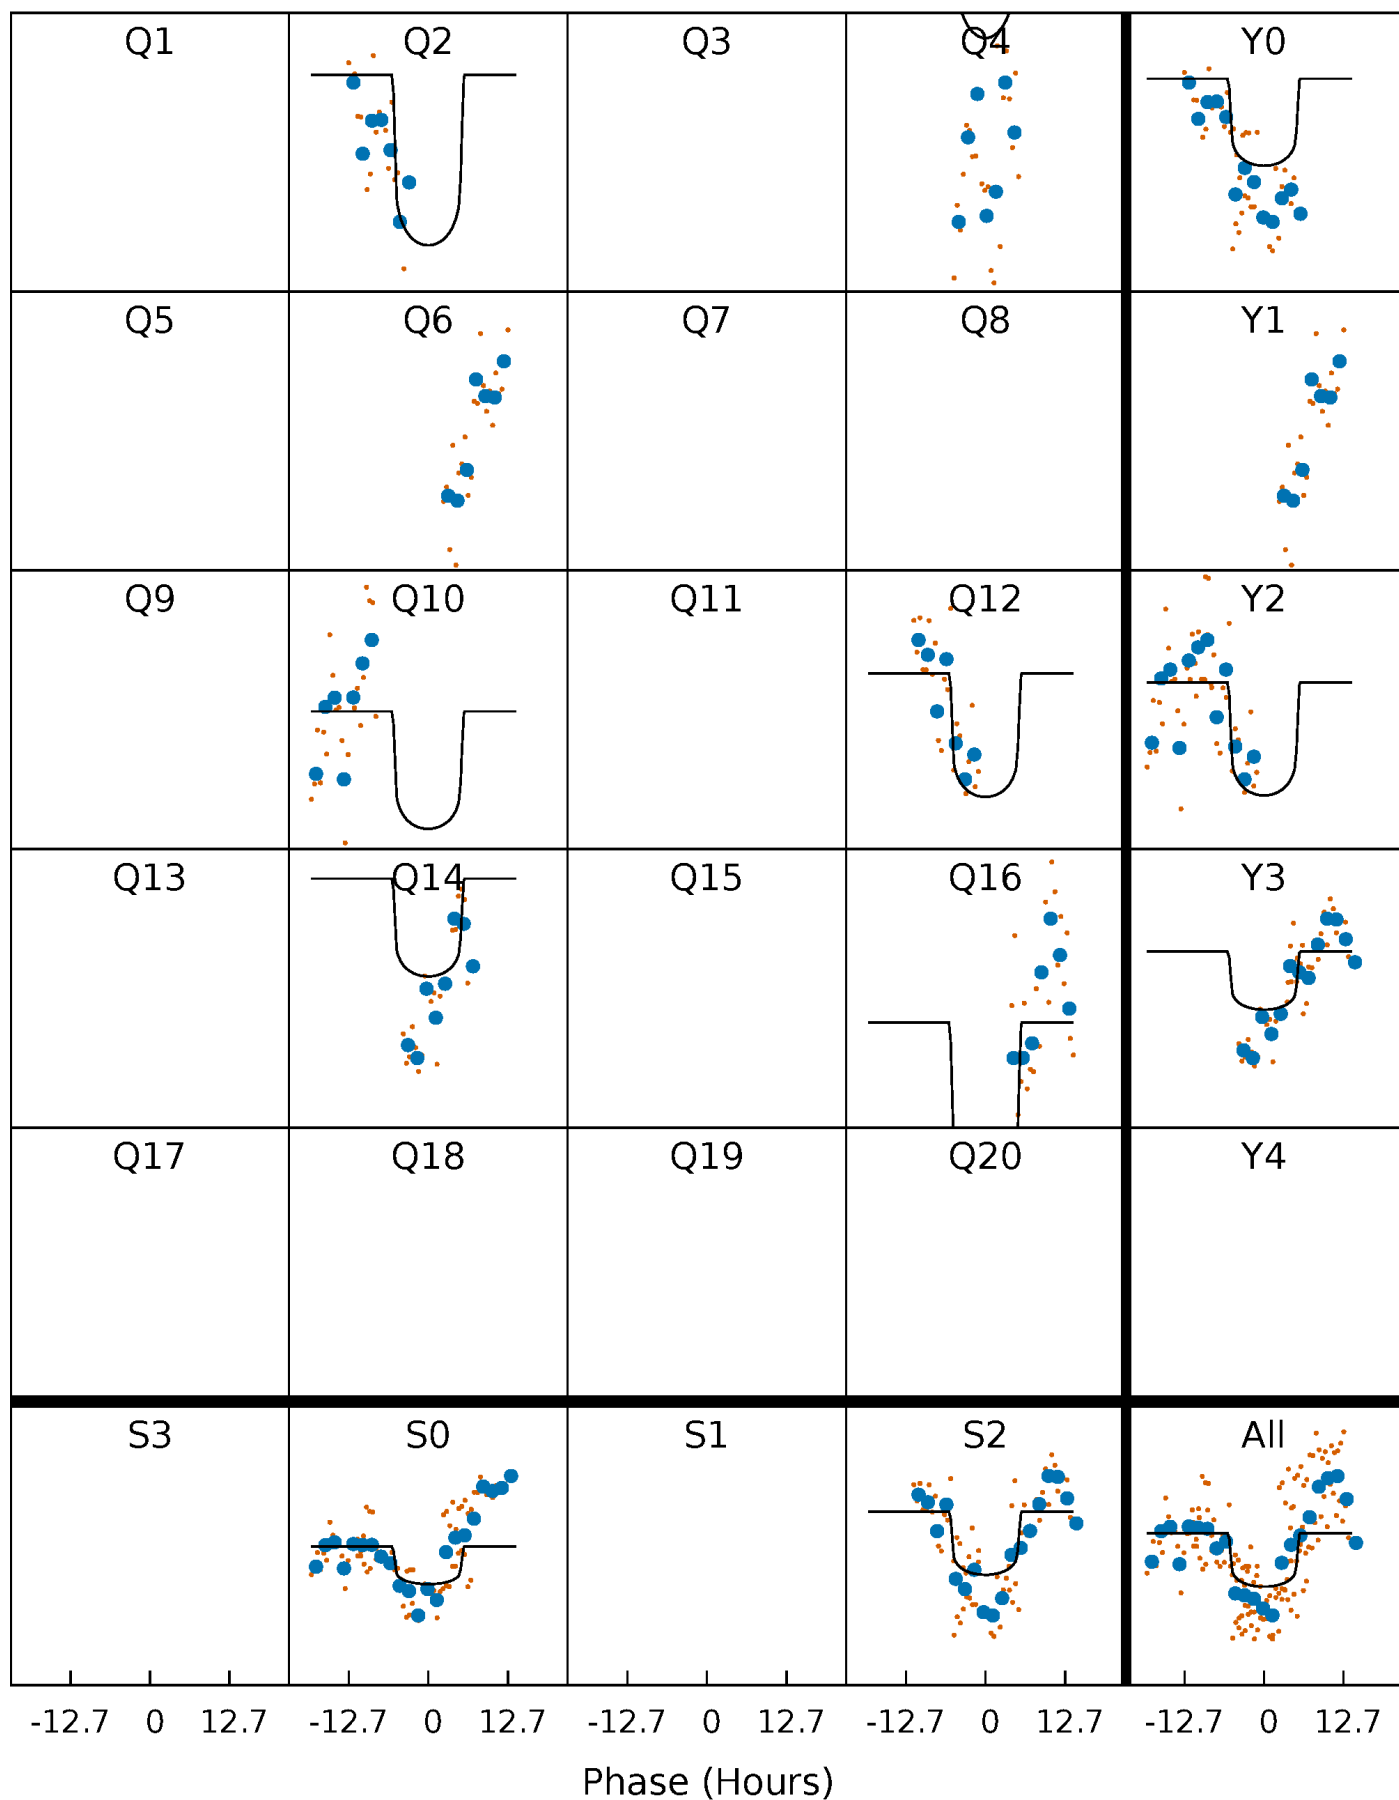 Q1 Q2 Q3 Q4 Y0
Q5 Q6 Q7 Q8 Y1
Q9 Q10 Q11 Q12 Y2
Q13 Q14 Q15 Q16 Y3
Q17 Q18 Q19 Q20 Y4
S3 S0 S1 S2 All
-12.7 0 12.7 -12.7 0 12.7 -12.7 0 12.7 -12.7 0 12.7 -12.7 0 12.7
Phase (Hours)